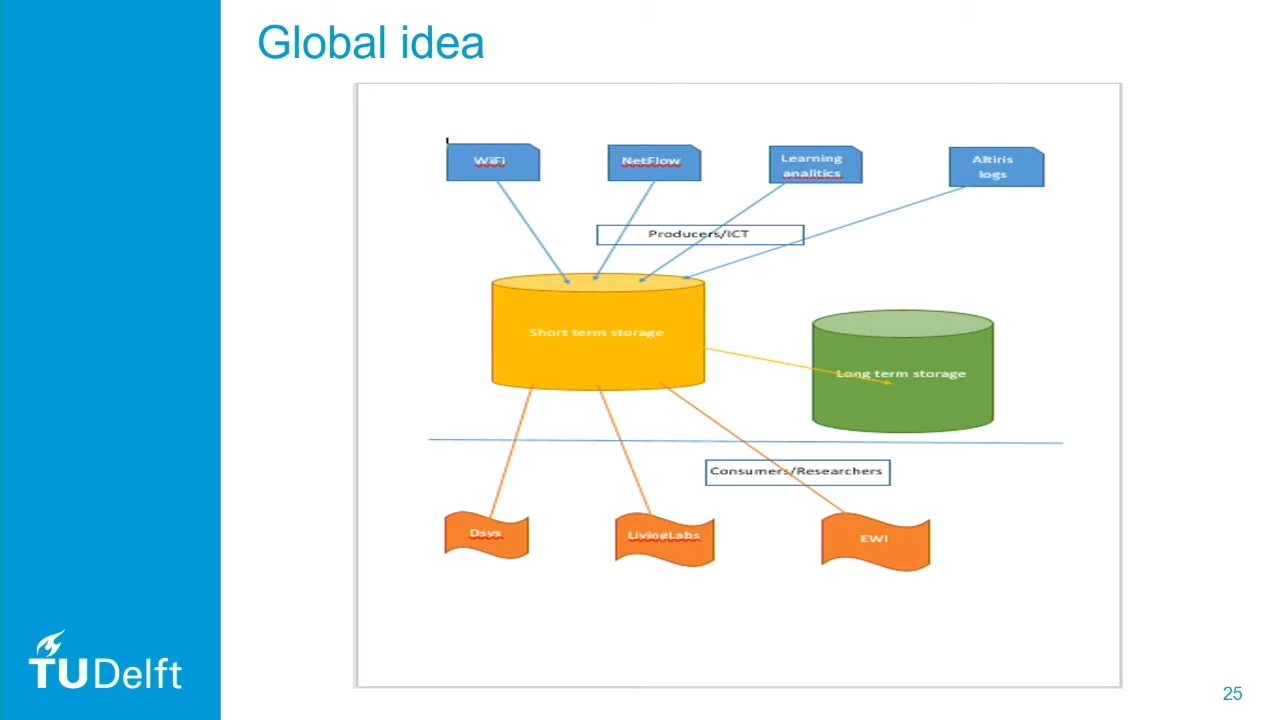 Global idea
WiFi
NetFlow
Learning
analitics
Altiris
logs
Producers/ICT
Short term storage
Long term storage
Consumers/Researchers
Dsys
LivingLabs
EWI
TUDelft
25